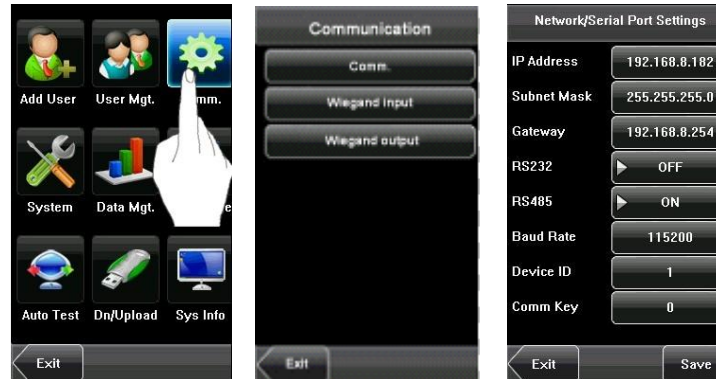 Add User User Mgt. mm.
System Data Mgt. e
Auto Test Dn/Upload Sys Info
Exit
Communication
Comm.
Wiegand Input
Wiegand output
Exit
Network/Serial Port Settings
IP Address 192.168.8.182
Subnet Mask 255.255.255.0
Gateway 192.168.8.254
RS232 OFF
RS485 ON
Baud Rate 115200
Device ID 1
Comm Key 0
Exit Save